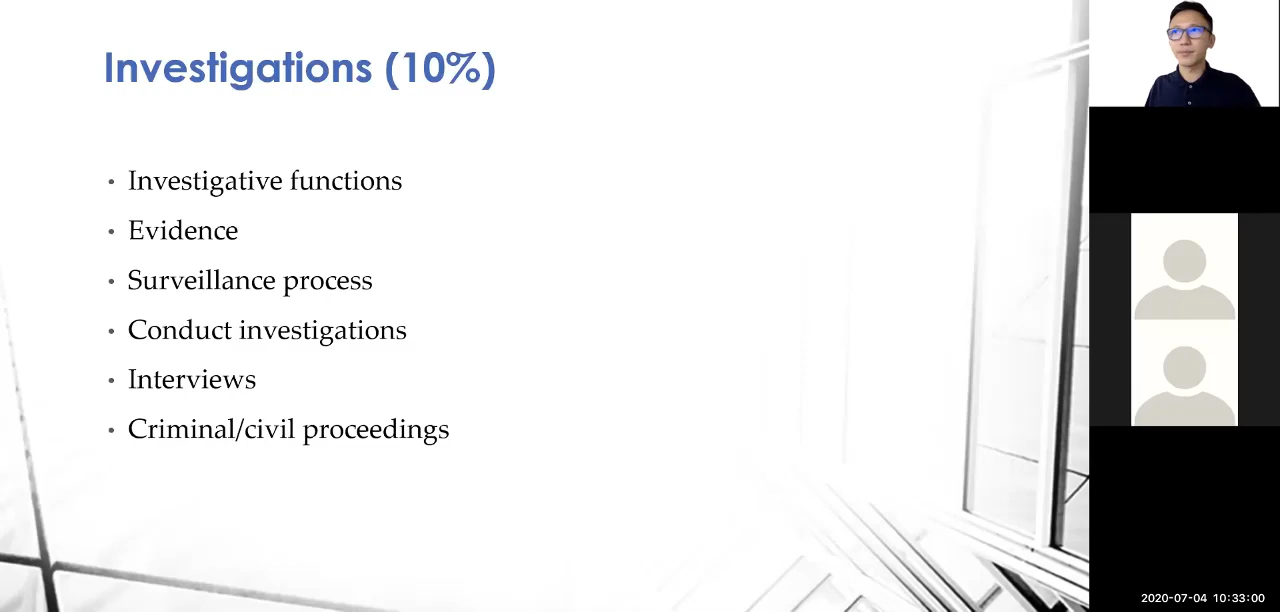 Investigations (10%)
• Investigative functions
• Evidence
• Surveillance process
• Conduct investigations
• Interviews
• Criminal/civil proceedings
2020-07-04 10:33:00